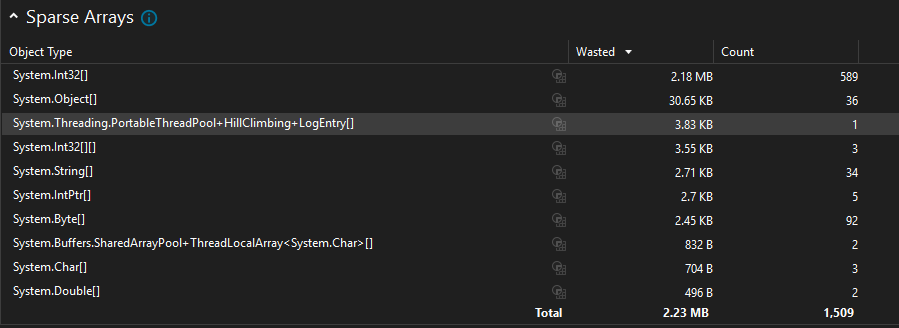 Sparse Arrays
Object Type Wasted Count
System.Int32[] 2.18 MB 589
System.Object[] 30.65 KB 36
System.Threading.PortableThreadPool+HillClimbing+LogEntry[] 3.83 KB 1
System.Int32[][] 3.55 KB 3
System.String[] 2.71 KB 34
System.IntPtr[] 2.7 KB 5
System.Byte[] 2.45 KB 92
System.Buffers.SharedArrayPool+ThreadLocalArray<System.Char>[] 832 B 2
System.Char[] 704 B 3
System.Double[] 496 B 2
Total 2.23 MB 1,509